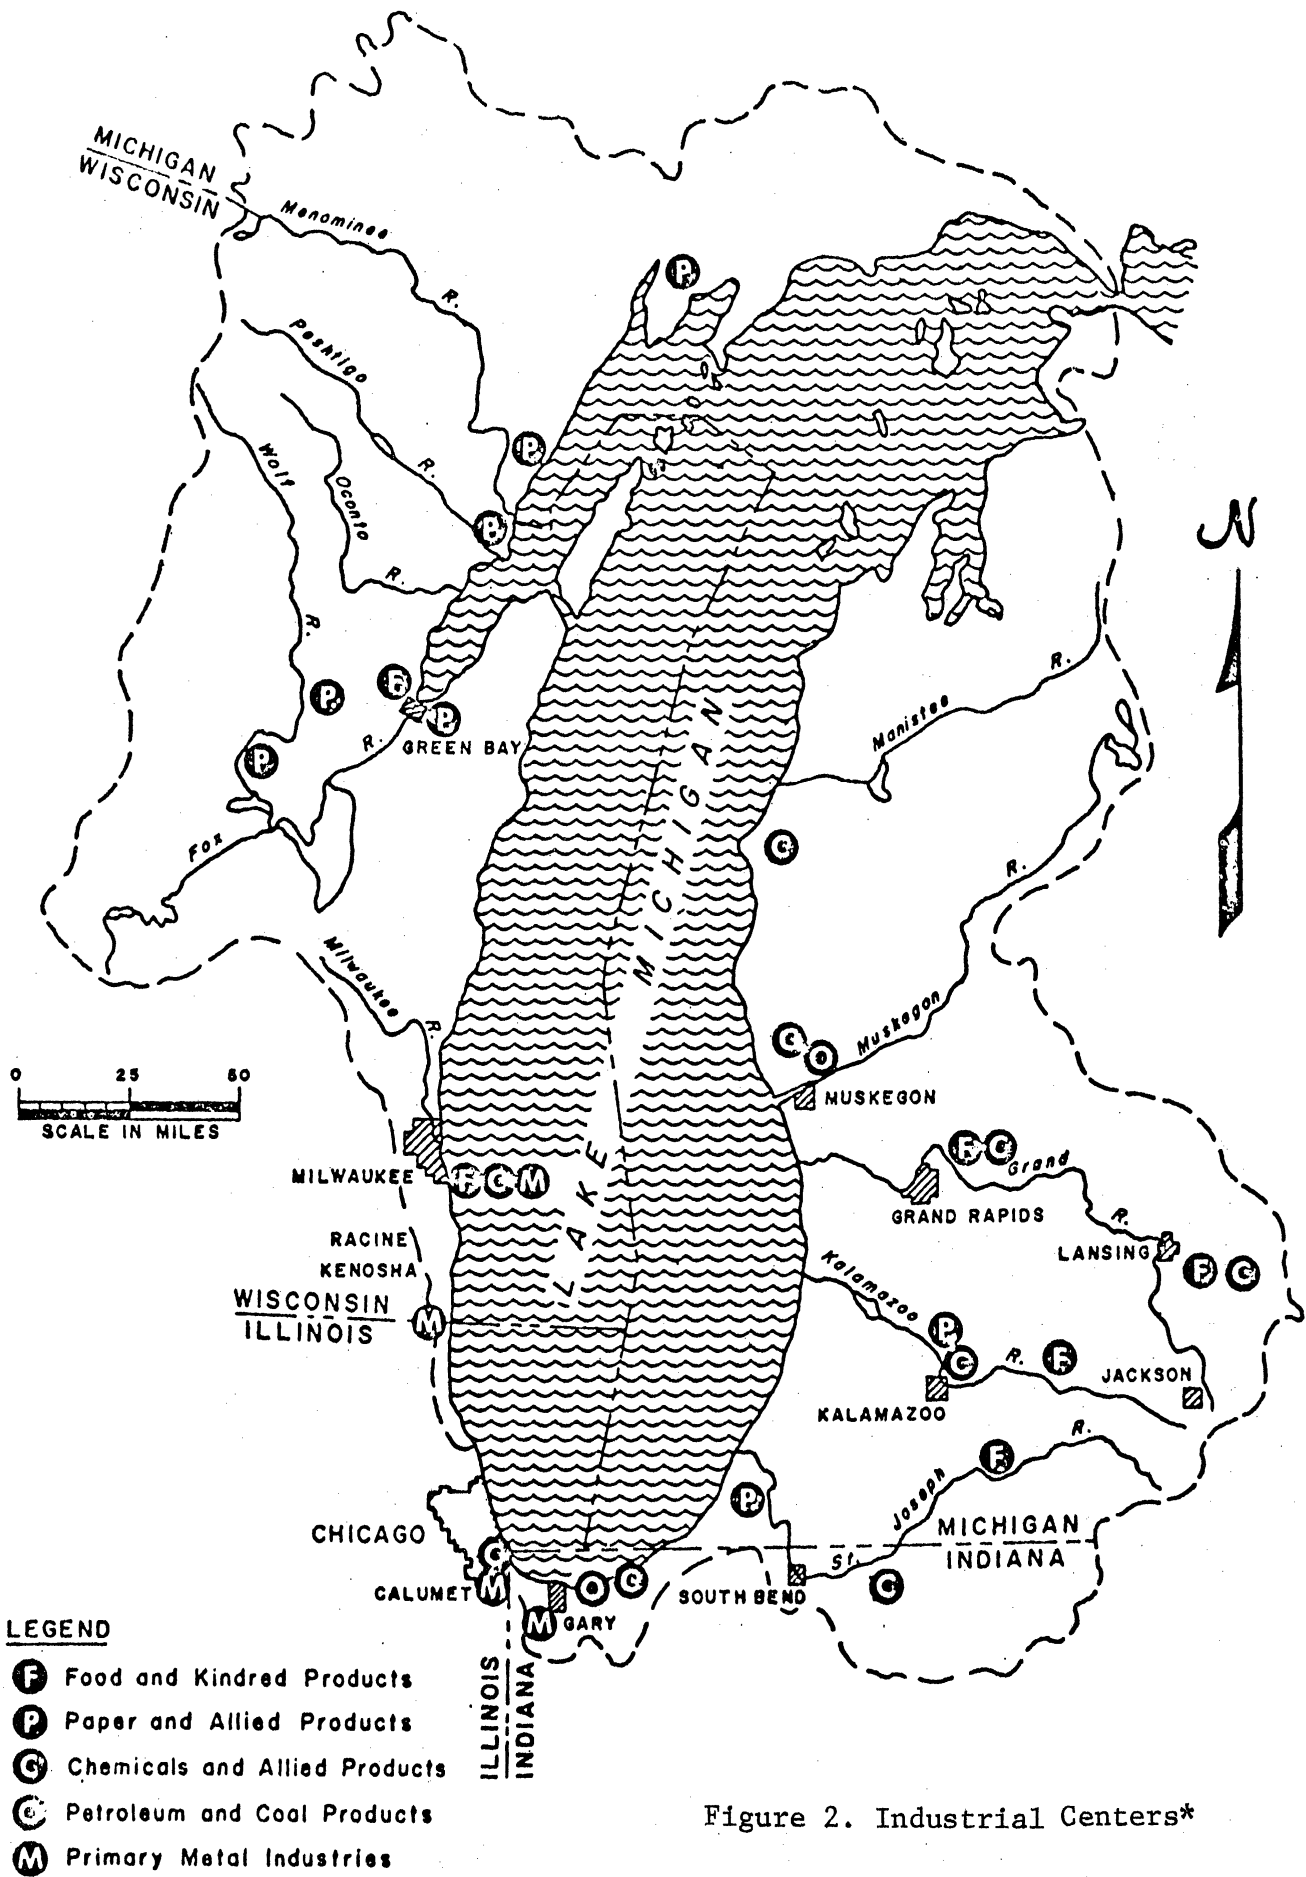 MICHIGAN
WISCONSIN
Menominee
R.
Peshtigo
R.
Wolf
R.
Oconto
R.
P
P
P
P
F
P
GREEN BAY
R.
P
Fox
N
Manistee
R.
C
LAKE MICHIGAN
Milwaukee
R.
0 25 50
SCALE IN MILES
C O
Muskegon
R.
MUSKEGON
MILWAUKEE
F C M
F C
Grand
R.
GRAND RAPIDS
LANSING
F C
RACINE
KENOSHA
WISCONSIN
ILLINOIS
M
Kalamazoo
R.
P
C
F
JACKSON
KALAMAZOO
F
P
St. Joseph
R.
MICHIGAN
INDIANA
CHICAGO
C
CALUMET
M
M
GARY
O C
SOUTH BEND
C
ILLINOIS
INDIANA
LEGEND
F Food and Kindred Products
P Paper and Allied Products
C Chemicals and Allied Products
O Petroleum and Coal Products
M Primary Metal Industries
Figure 2. Industrial Centers*